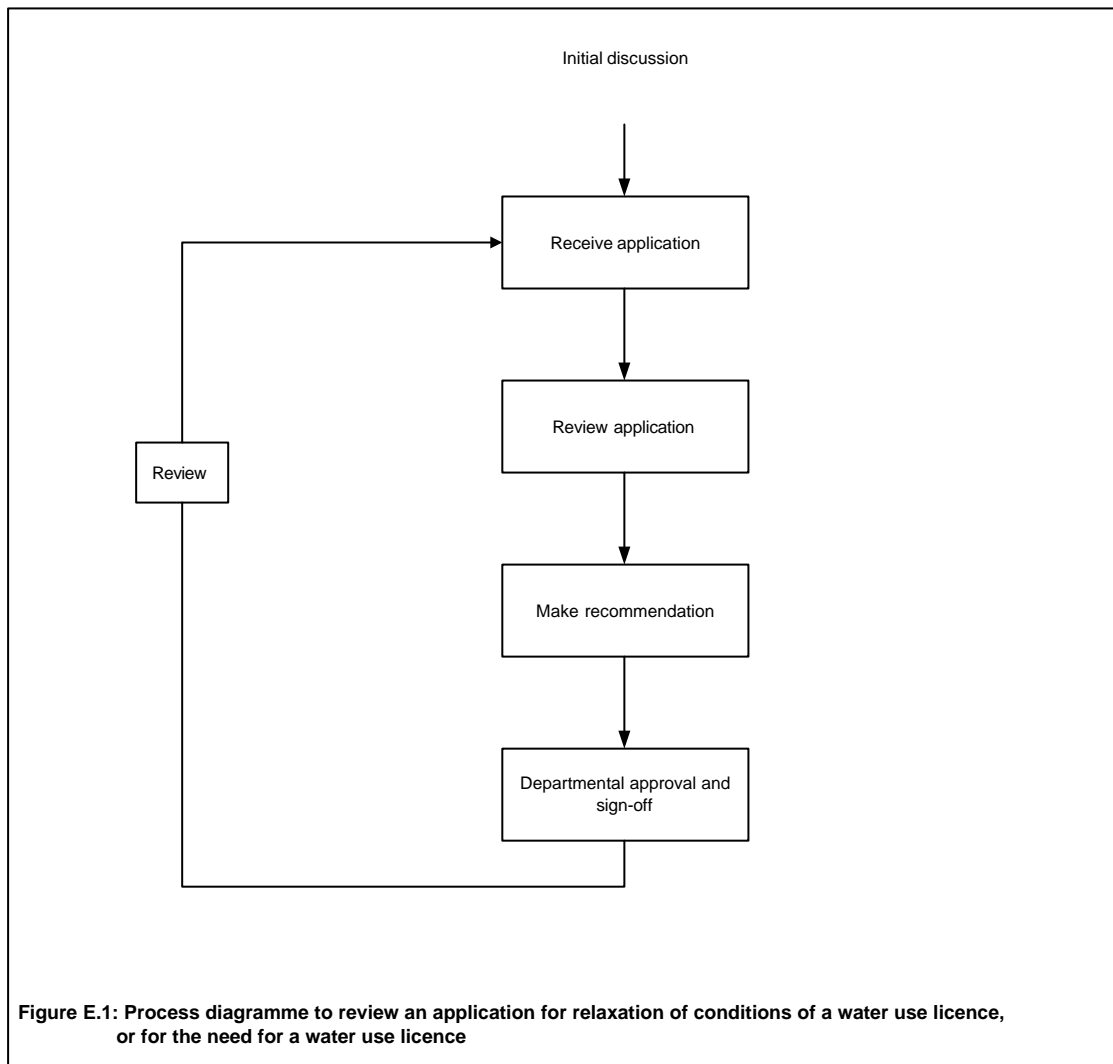 Initial discussion
Receive application
Review application
Review
Make recommendation
Departmental approval and
sign-off
Figure E.1: Process diagramme to review an application for relaxation of conditions of a water use licence,
or for the need for a water use licence